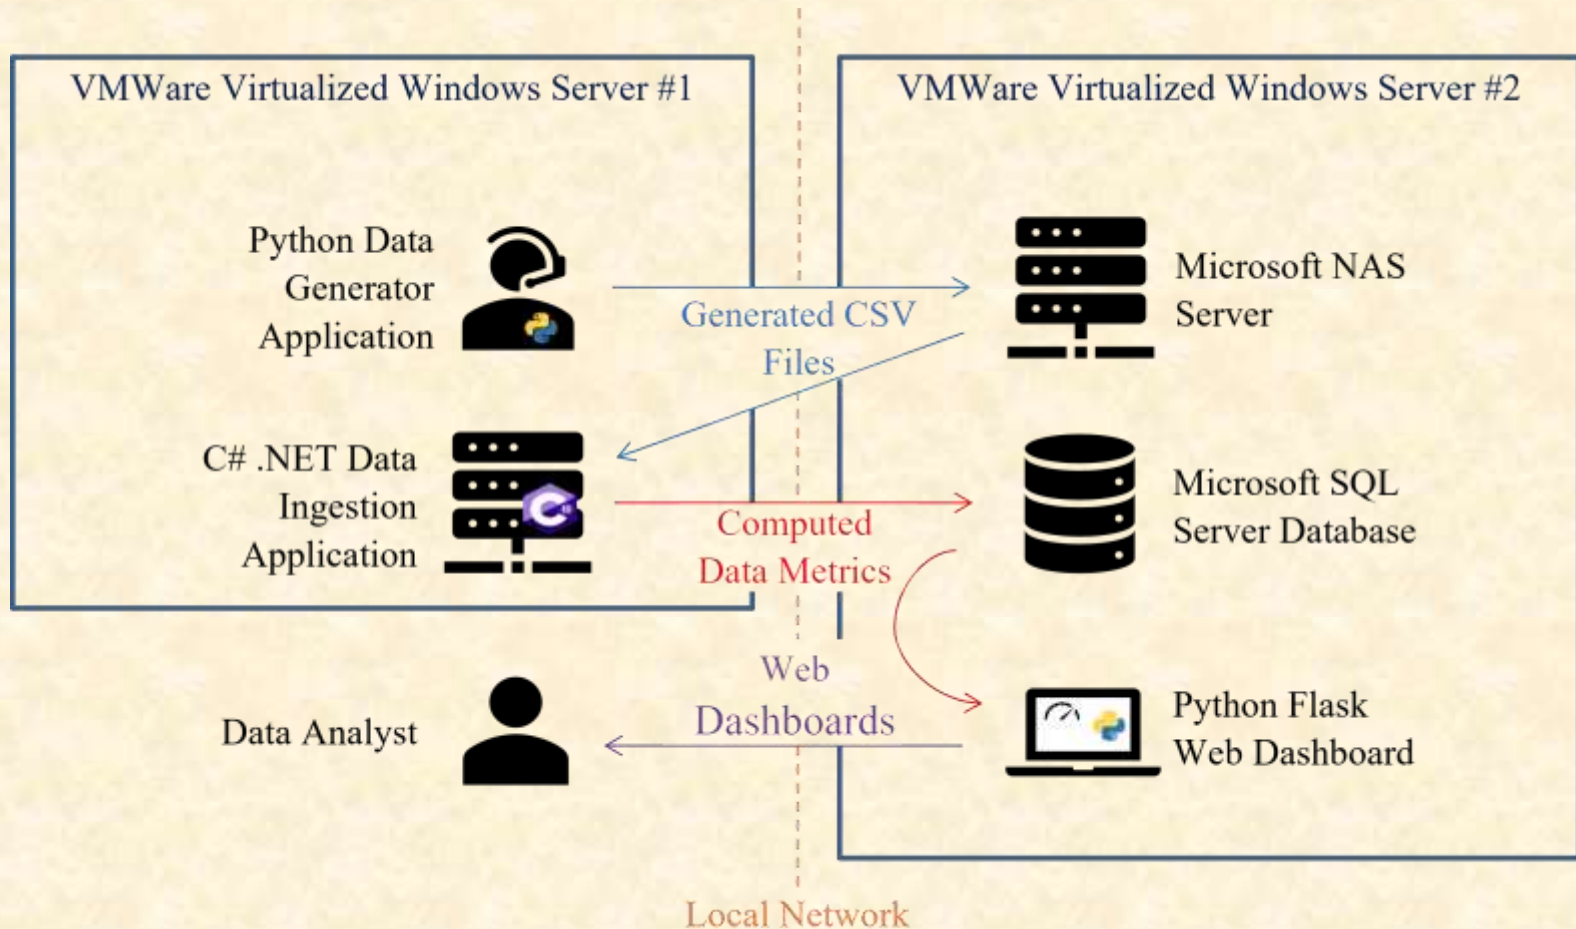 VMWare Virtualized Windows Server #1
VMWare Virtualized Windows Server #2
Python Data
Generator
Application
Generated CSV
Files
Microsoft NAS
Server
C# .NET Data
Ingestion
Application
Computed
Data Metrics
Microsoft SQL
Server Database
Data Analyst
Web
Dashboards
Python Flask
Web Dashboard
Local Network